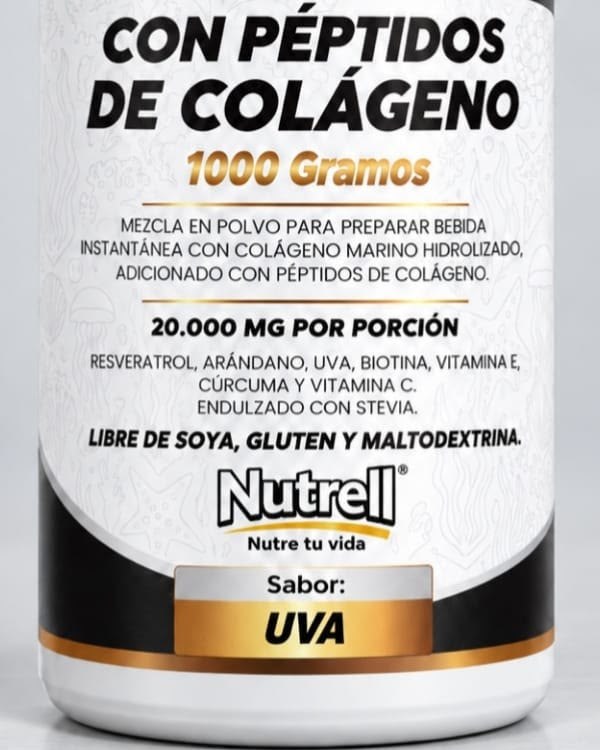 CON PÉPTIDOS
DE COLÁGENO
1000 Gramos
MEZCLA EN POLVO PARA PREPARAR BEBIDA
INSTANTÁNEA CON COLÁGENO MARINO HIDROLIZADO,
ADICIONADO CON PÉPTIDOS DE COLÁGENO.
20.000 MG POR PORCIÓN
RESVERATROL, ARÁNDANO, UVA, BIOTINA, VITAMINA E,
CÚRCUMA Y VITAMINA C.
ENDULZADO CON STEVIA.
LIBRE DE SOYA, GLUTEN Y MALTODEXTRINA.
Nutrell®
Nutre tu vida
Sabor:
UVA